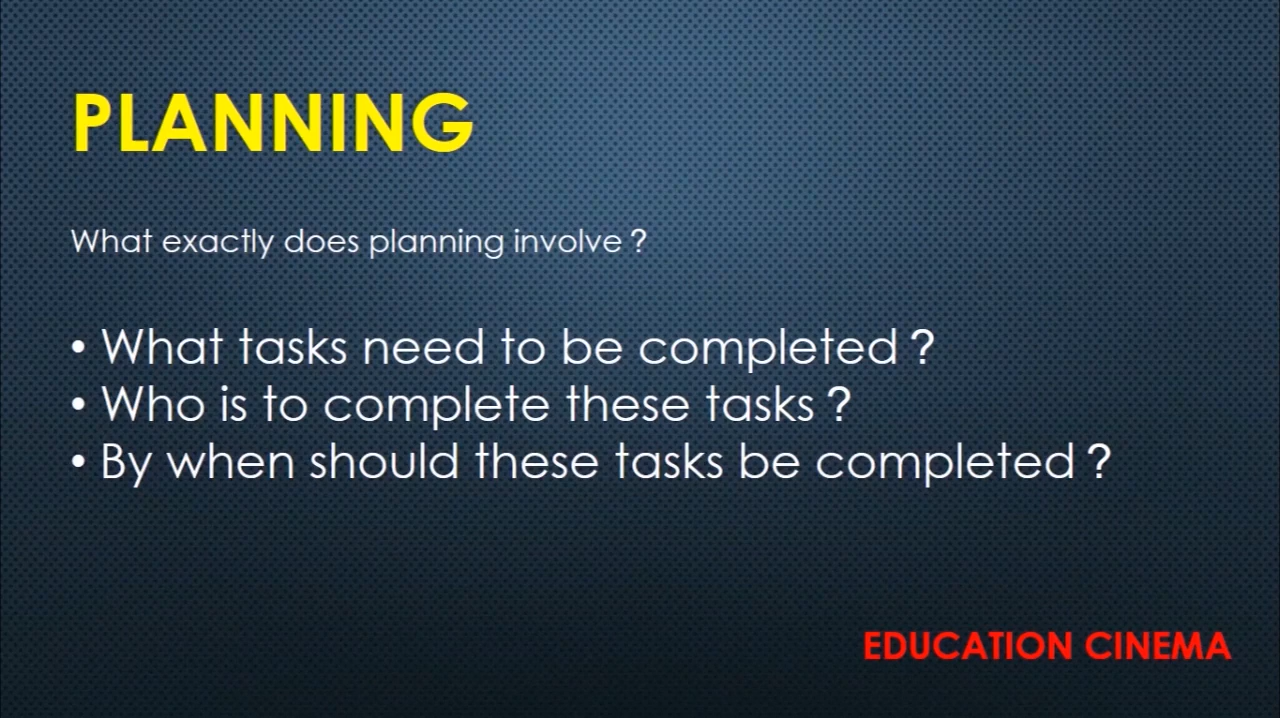 PLANNING
What exactly does planning involve ?
• What tasks need to be completed ?
• Who is to complete these tasks ?
• By when should these tasks be completed ?
EDUCATION CINEMA